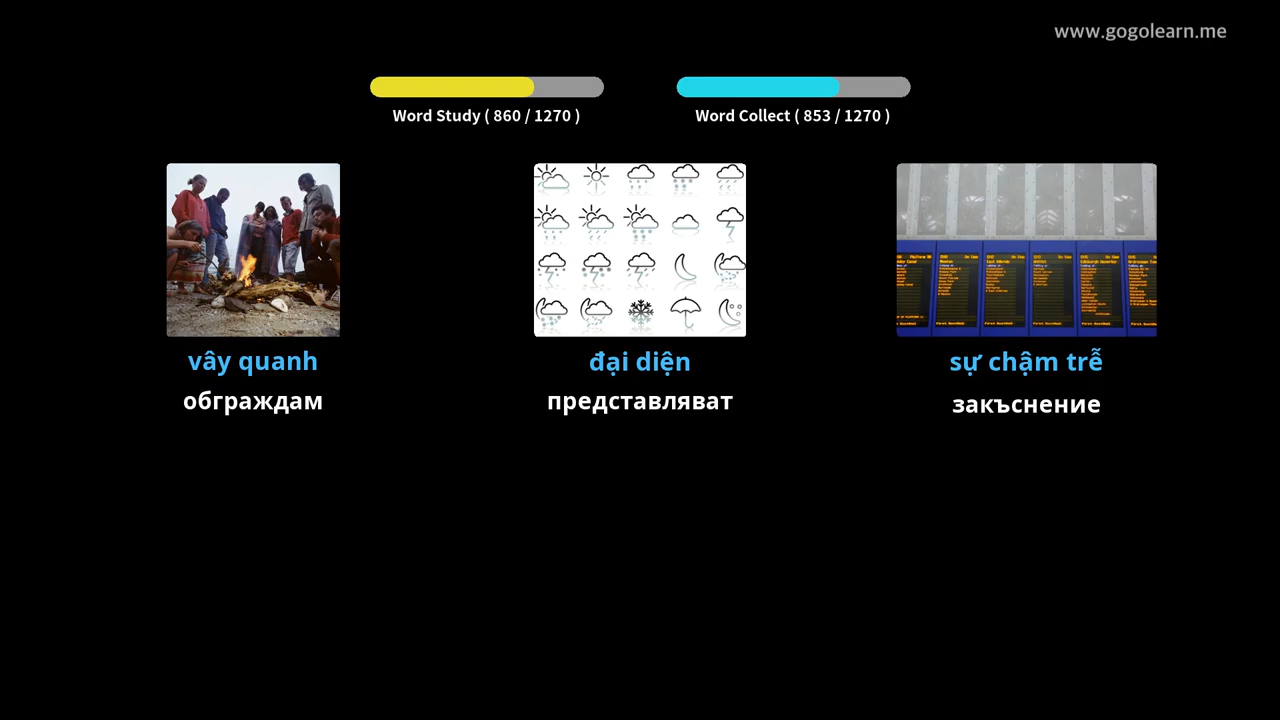 www.gogolearn.me
Word Study ( 860 / 1270 )
Word Collect ( 853 / 1270 )
vây quanh
đại diện
sự chậm trễ
обграждам
представляват
закъснение